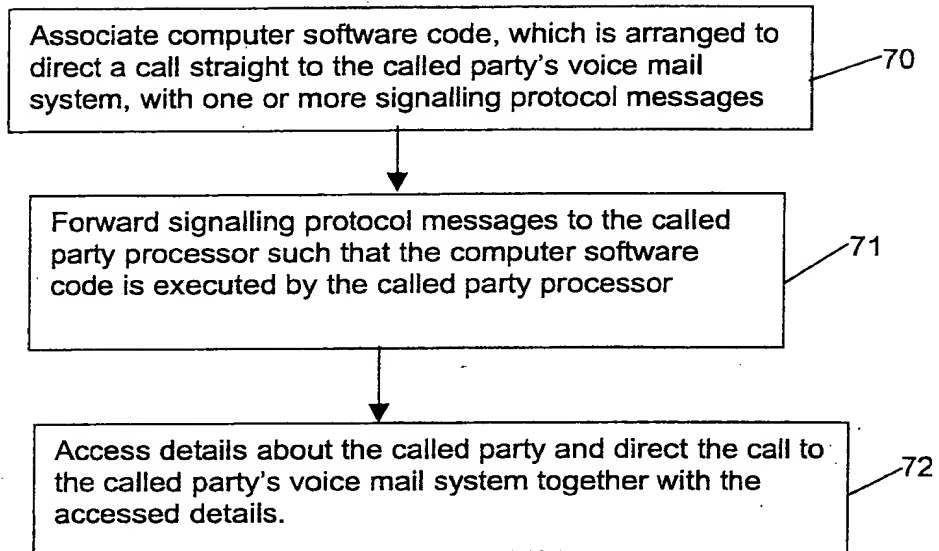 Associate computer software code, which is arranged to
direct a call straight to the called party's voice mail
system, with one or more signalling protocol messages
70
Forward signalling protocol messages to the called
party processor such that the computer software
code is executed by the called party processor
71
Access details about the called party and direct the call to
the called party's voice mail system together with the
accessed details.
72